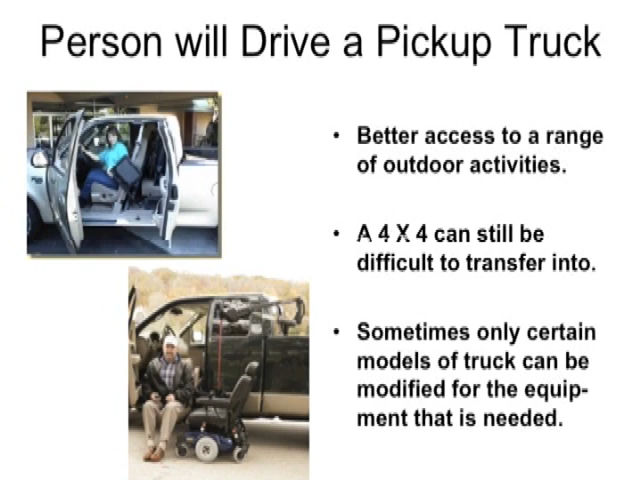 Person will Drive a Pickup Truck
• Better access to a range
of outdoor activities.
• A 4 X 4 can still be
difficult to transfer into.
• Sometimes only certain
models of truck can be
modified for the equip-
ment that is needed.